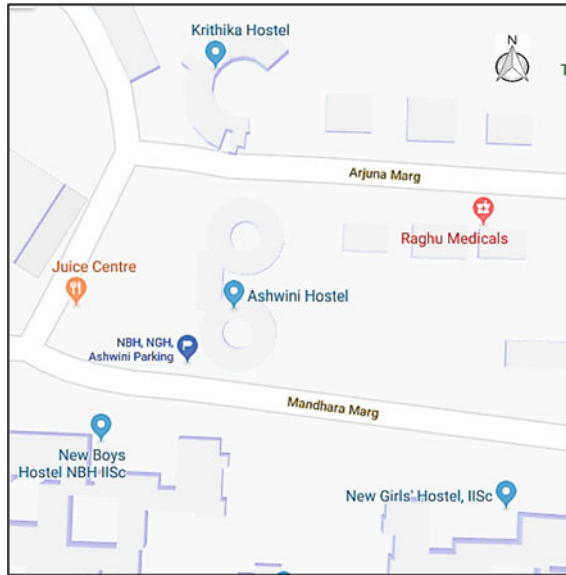 Krithika Hostel
N
T
Arjuna Marg
Raghu Medicals
Juice Centre
Ashwini Hostel
NBH, NGH,
Ashwini Parking
Mandhara Marg
New Boys
Hostel NBH IISc
New Girls' Hostel, IISc